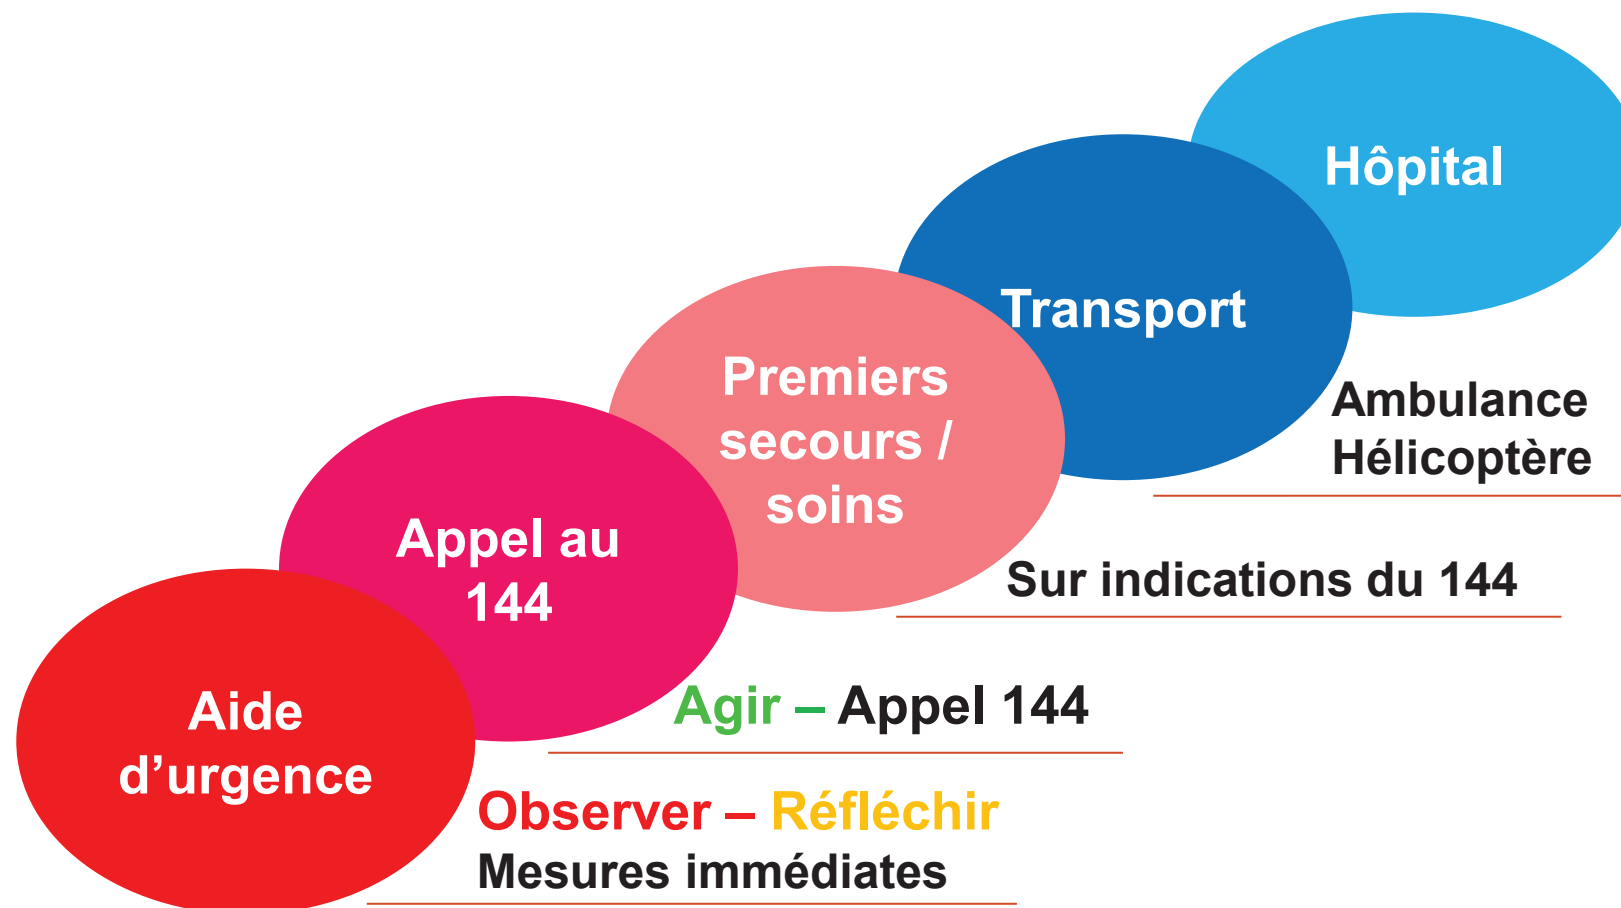 Hôpital
Transport
Ambulance
Hélicoptère
Premiers
secours /
soins
Sur indications du 144
Appel au
144
Agir – Appel 144
Aide
d’urgence
Observer – Réfléchir
Mesures immédiates